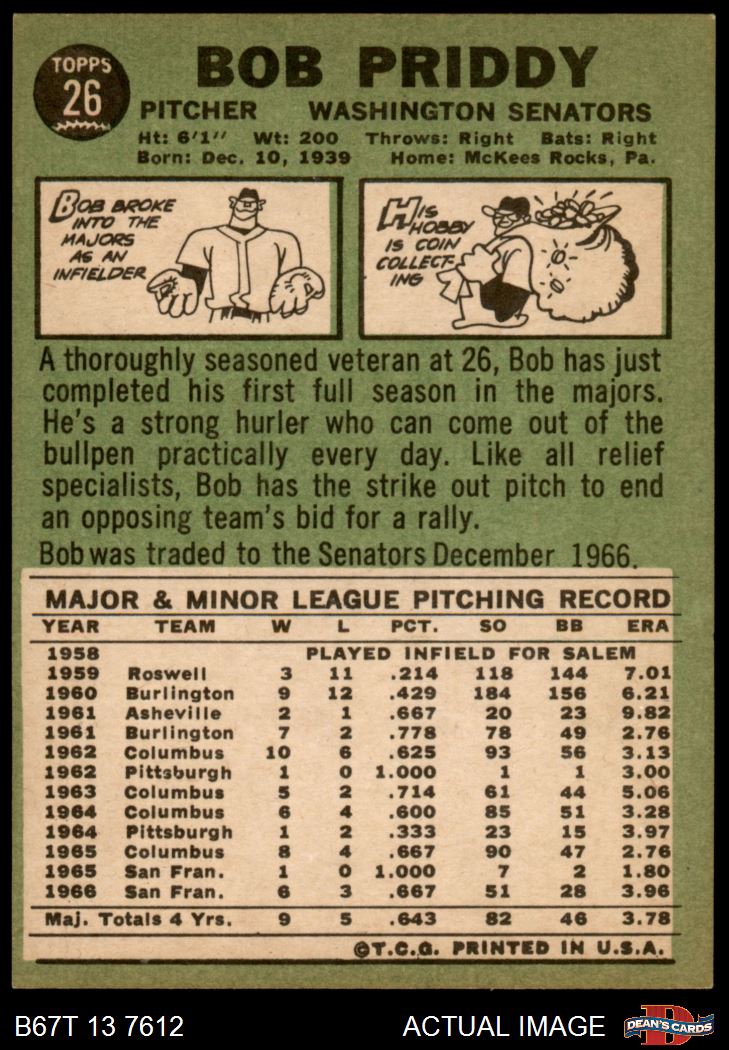 TOPPS
26
BOB PRIDDY
PITCHER WASHINGTON SENATORS
Ht: 6'1" Wt: 200 Throws: Right Bats: Right
Born: Dec. 10, 1939 Home: McKees Rocks, Pa.
BOB BROKE
INTO THE
MAJORS
AS AN
INFIELDER
HIS
HOBBY
IS COIN
COLLECT-
ING
A thoroughly seasoned veteran at 26, Bob has just
completed his first full season in the majors.
He's a strong hurler who can come out of the
bullpen practically every day. Like all relief
specialists, Bob has the strike out pitch to end
an opposing team's bid for a rally.
Bob was traded to the Senators December 1966.
MAJOR & MINOR LEAGUE PITCHING RECORD
YEAR TEAM W L PCT. SO BB ERA
1958 PLAYED INFIELD FOR SALEM
1959 Roswell 3 11 .214 118 144 7.01
1960 Burlington 9 12 .429 184 156 6.21
1961 Asheville 2 1 .667 20 23 9.82
1961 Burlington 7 2 .778 78 49 2.76
1962 Columbus 10 6 .625 93 56 3.13
1962 Pittsburgh 1 0 1.000 1 1 3.00
1963 Columbus 5 2 .714 61 44 5.06
1964 Columbus 6 4 .600 85 51 3.28
1964 Pittsburgh 1 2 .333 23 15 3.97
1965 Columbus 8 4 .667 90 47 2.76
1965 San Fran. 1 0 1.000 7 2 1.80
1966 San Fran. 6 3 .667 51 28 3.96
Maj. Totals 4 Yrs. 9 5 .643 82 46 3.78
©T.C.G. PRINTED IN U.S.A.
B67T 13 7612 ACTUAL IMAGE
D
DEAN'S CARDS